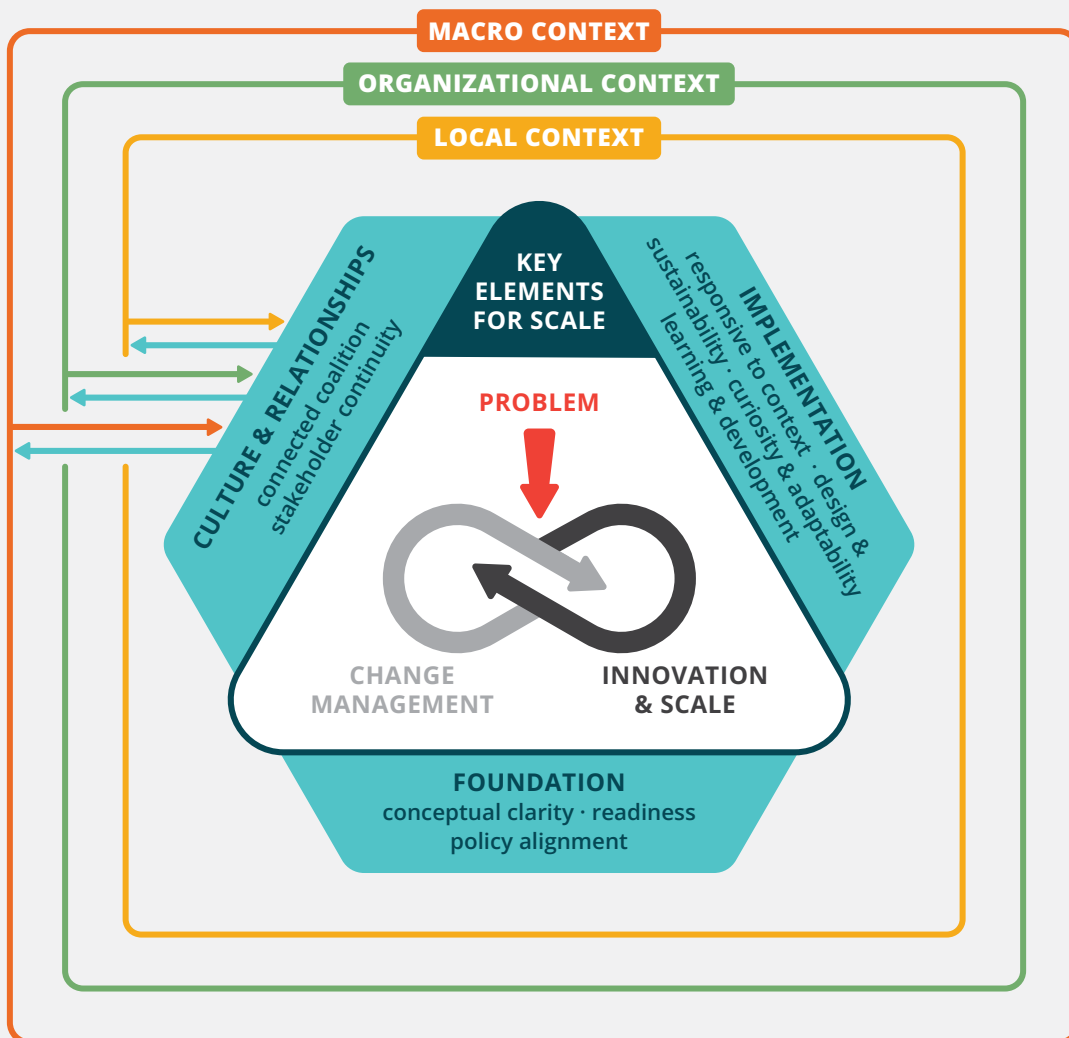 MACRO CONTEXT
ORGANIZATIONAL CONTEXT
LOCAL CONTEXT
KEY
ELEMENTS
FOR SCALE
CULTURE & RELATIONSHIPS
connected coalition
stakeholder continuity
IMPLEMENTATION
responsive to context · design &
sustainability · curiosity & adaptability
learning & development
PROBLEM
CHANGE
MANAGEMENT
INNOVATION
& SCALE
FOUNDATION
conceptual clarity · readiness
policy alignment